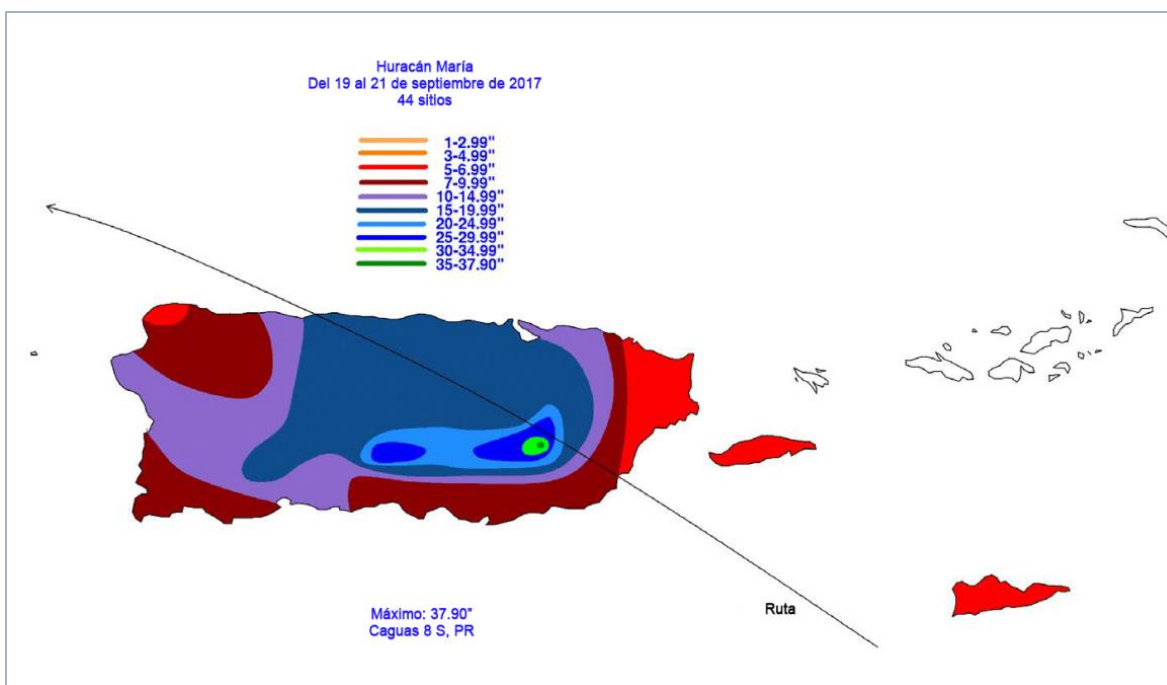 Huracán María
Del 19 al 21 de septiembre de 2017
44 sitios
1-2.99"
3-4.99"
5-6.99"
7-9.99"
10-14.99"
15-19.99"
20-24.99"
25-29.99"
30-34.99"
35-37.90"
Ruta
Máximo: 37.90"
Caguas 8 S, PR